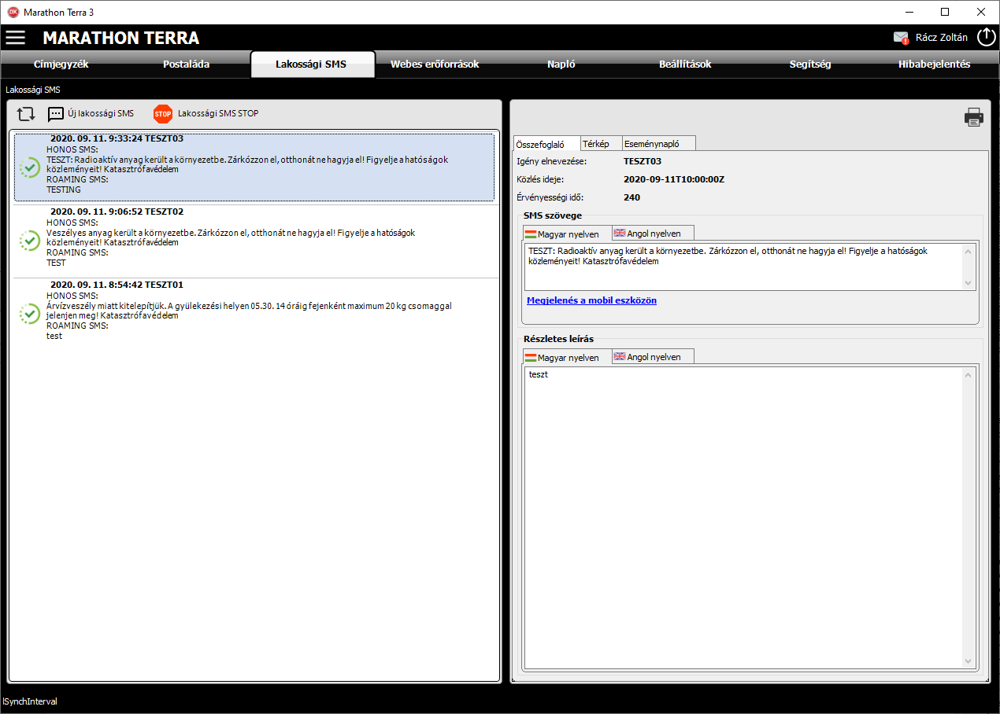 Marathon Terra 3
MARATHON TERRA
Rácz Zoltán
Címjegyzék
Postaláda
Lakossági SMS
Webes erőforrások
Napló
Beállítások
Segítség
Hibabejelentés
Lakossági SMS
Új lakossági SMS
STOP
Lakossági SMS STOP
2020. 09. 11. 9:33:24 TESZT03
HONOS SMS:
TESZT: Radioaktív anyag került a környezetbe. Zárkózzon el, otthonát ne hagyja el! Figyelje a hatóságok
közleményeit! Katasztrófavédelem
ROAMING SMS:
TESTING
2020. 09. 11. 9:06:52 TESZT02
HONOS SMS:
Veszélyes anyag került a környezetbe. Zárkózzon el, otthonát ne hagyja el! Figyelje a hatóságok
közleményeit! Katasztrófavédelem
ROAMING SMS:
TEST
2020. 09. 11. 8:54:42 TESZT01
HONOS SMS:
Árvízveszély miatt kitelepítjük. A gyülekezési helyen 05.30. 14 óráig fejenként maximum 20 kg csomaggal
jelenjen meg! Katasztrófavédelem
ROAMING SMS:
test
Összefoglaló
Térkép
Eseménynapló
Igény elnevezése: TESZT03
Közlés ideje: 2020-09-11T10:00:00Z
Érvényességi idő: 240
SMS szövege
Magyar nyelven
Angol nyelven
TESZT: Radioaktív anyag került a környezetbe. Zárkózzon el, otthonát ne hagyja el! Figyelje a hatóságok
közleményeit! Katasztrófavédelem
Megjelenés a mobil eszközön
Részletes leírás
Magyar nyelven
Angol nyelven
teszt
lSynchInterval